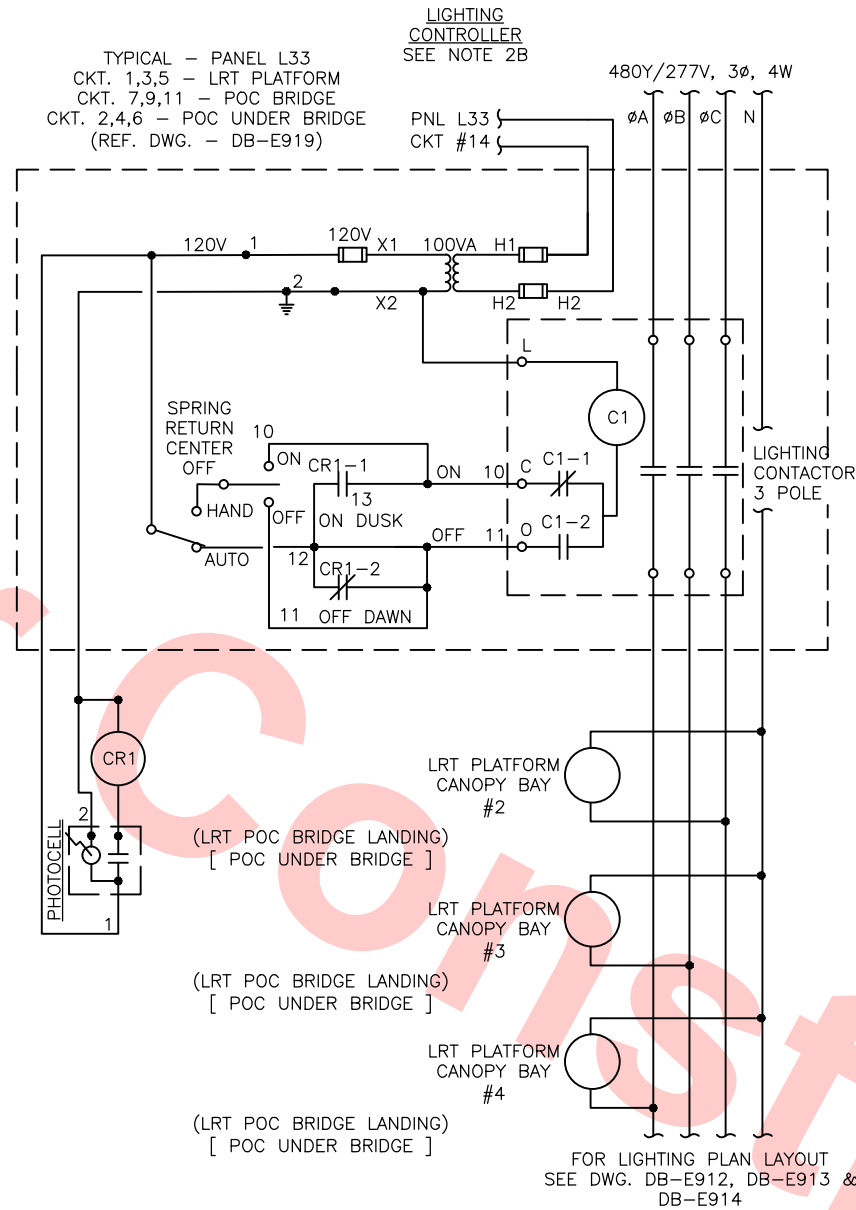 LIGHTING
CONTROLLER
SEE NOTE 2B
TYPICAL – PANEL L33
CKT. 1,3,5 – LRT PLATFORM
CKT. 7,9,11 – POC BRIDGE
CKT. 2,4,6 – POC UNDER BRIDGE
(REF. DWG. – DB–E919)
480Y/277V, 3ø, 4W
PNL L33
CKT #14
øA
øB
øC
N
120V
1
120V
X1
100VA
H1
2
X2
H2
H2
L
C1
SPRING
RETURN
CENTER
OFF
10
ON
CR1–1
13
ON
10
C
C1–1
HAND
OFF
ON DUSK
OFF
11
O
C1–2
AUTO
12
CR1–2
11
OFF DAWN
LIGHTING
CONTACTOR
3 POLE
CR1
2
PHOTOCELL
1
LRT PLATFORM
CANOPY BAY
#2
(LRT POC BRIDGE LANDING)
[ POC UNDER BRIDGE ]
LRT PLATFORM
CANOPY BAY
#3
(LRT POC BRIDGE LANDING)
[ POC UNDER BRIDGE ]
LRT PLATFORM
CANOPY BAY
#4
(LRT POC BRIDGE LANDING)
[ POC UNDER BRIDGE ]
FOR LIGHTING PLAN LAYOUT
SEE DWG. DB–E912, DB–E913 &
DB–E914
r Const